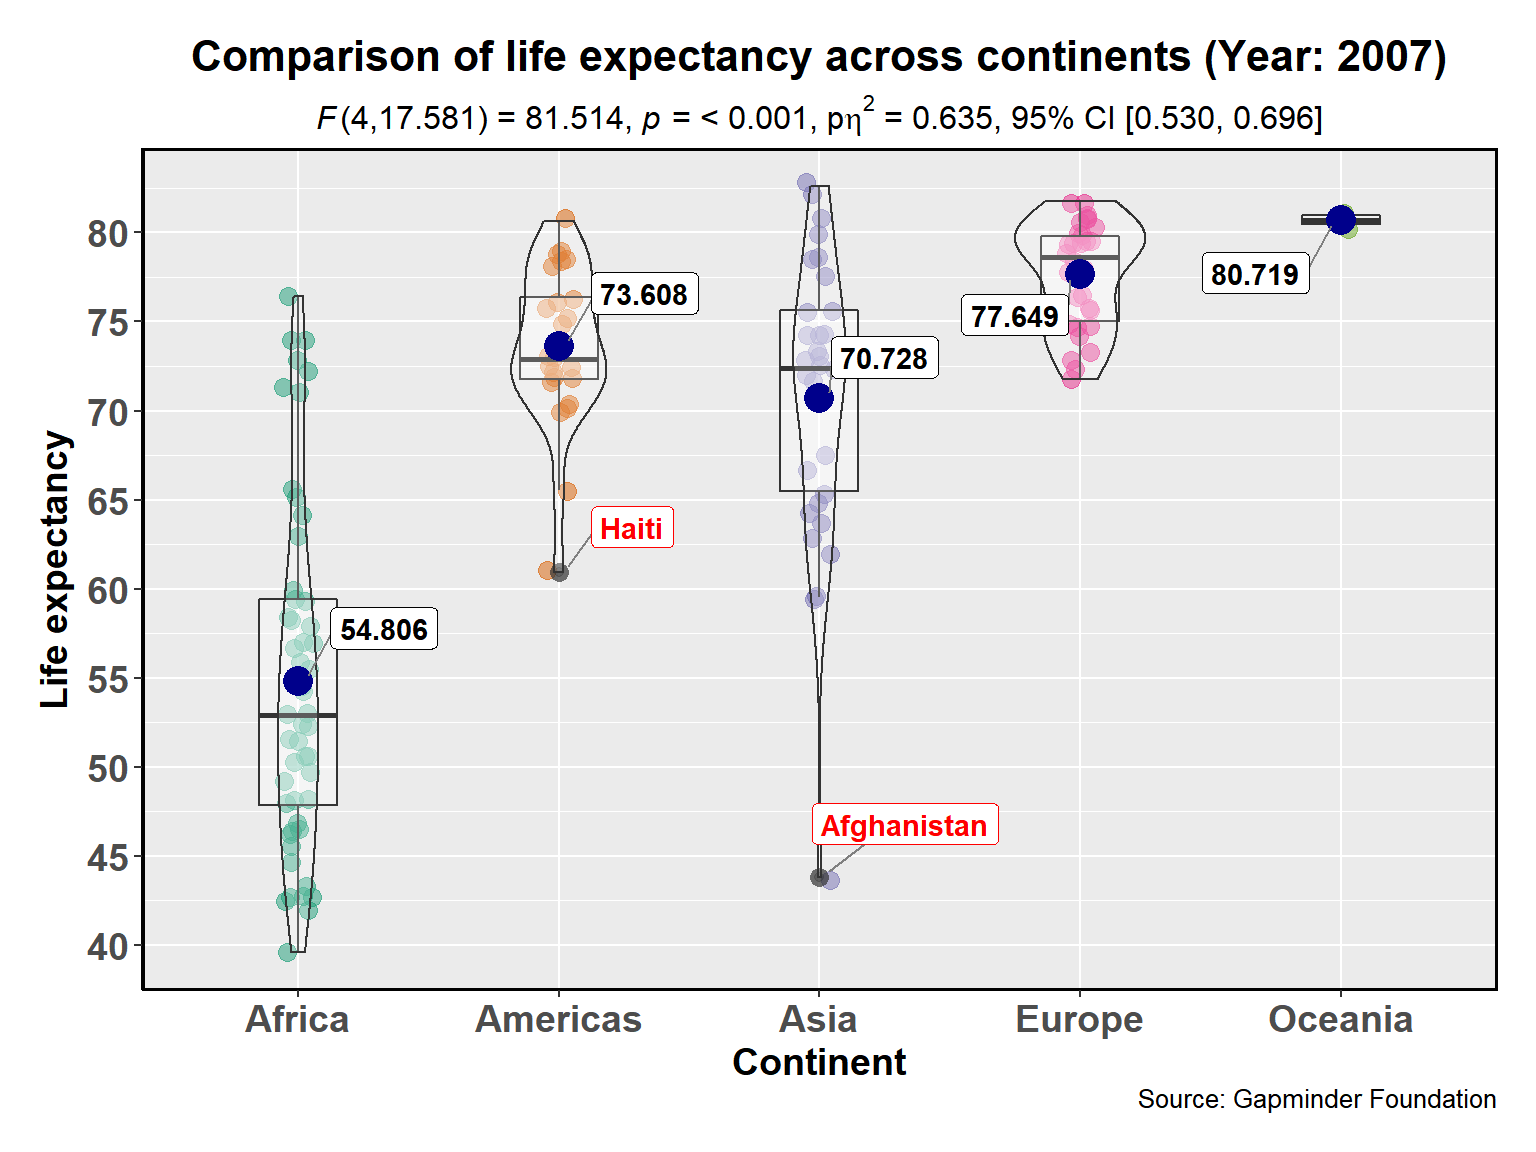 Comparison of life expectancy across continents (Year: 2007)
F(4,17.581) = 81.514, p = < 0.001, pη² = 0.635, 95% CI [0.530, 0.696]
Life expectancy
80
75
70
65
60
55
50
45
40
54.806
73.608
Haiti
70.728
Afghanistan
77.649
80.719
Africa
Americas
Asia
Europe
Oceania
Continent
Source: Gapminder Foundation